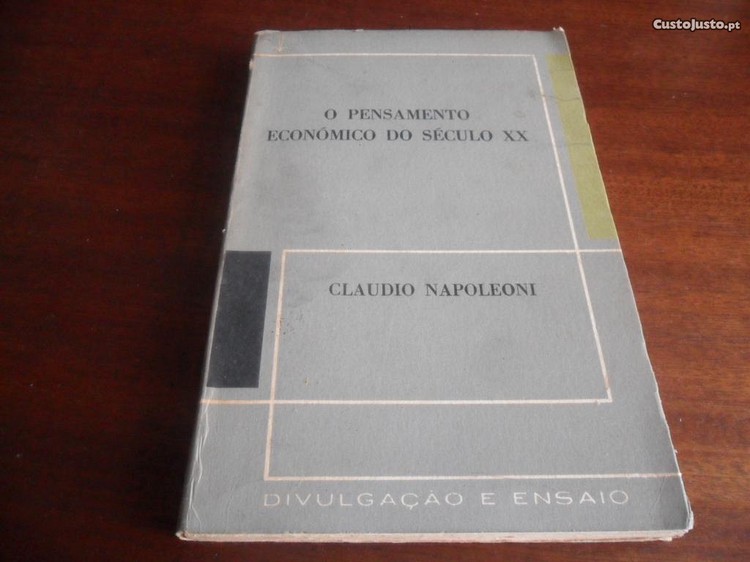 CustoJusto.pt
O PENSAMENTO
ECONÓMICO DO SÉCULO XX
CLAUDIO NAPOLEONI
DIVULGAÇÃO E ENSAIO